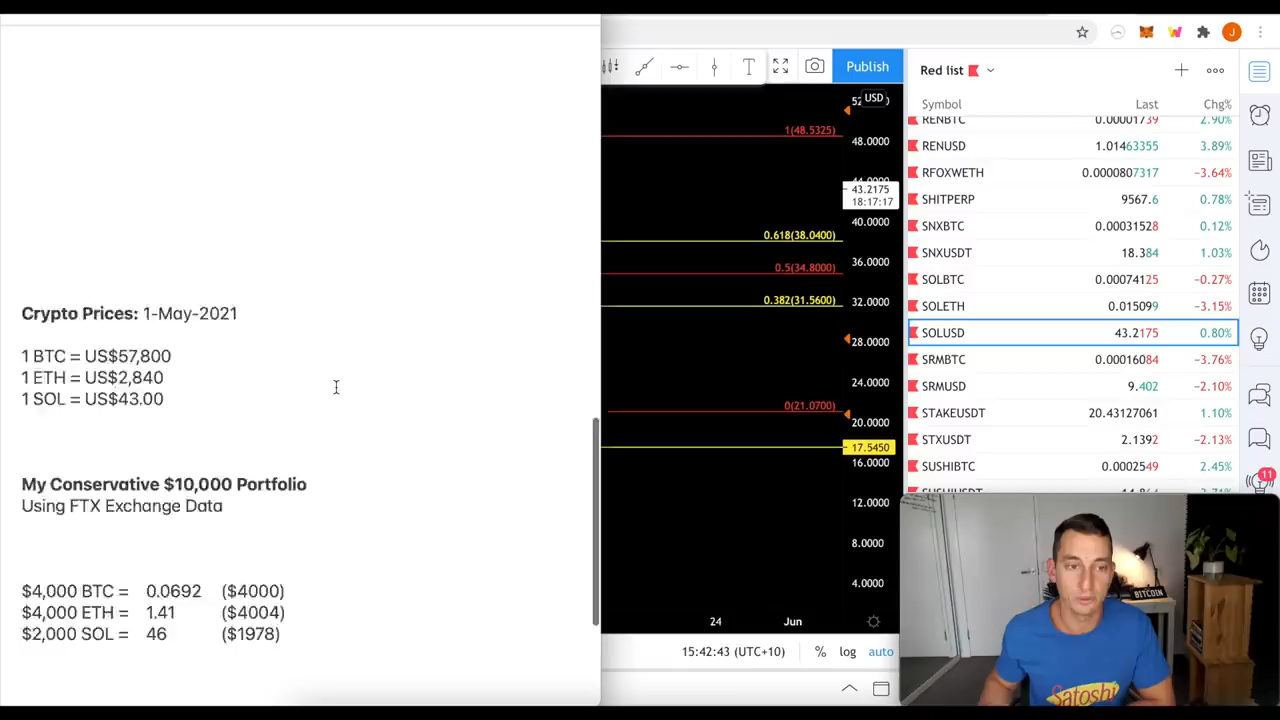 Crypto Prices: 1-May-2021
1 BTC = US$57,800
1 ETH = US$2,840
1 SOL = US$43.00
My Conservative $10,000 Portfolio
Using FTX Exchange Data
$4,000 BTC = 0.0692 ($4000)
$4,000 ETH = 1.41 ($4004)
$2,000 SOL = 46 ($1978)
T
Publish
USD
1(48.5325)
48.0000
43.2175
18:17:17
40.0000
0.618(38.0400)
36.0000
0.5(34.8000)
0.382(31.5600)
32.0000
28.0000
24.0000
0(21.0700)
20.0000
17.5450
16.0000
12.0000
8.0000
4.0000
24 Jun
15:42:43 (UTC+10) % log auto
J
Red list
Symbol Last Chg%
RENBTC 0.00001739 2.90%
RENUSD 1.01463355 3.89%
RFOXWETH 0.0000807317 −3.64%
SHITPERP 9567.6 0.78%
SNXBTC 0.00031528 0.12%
SNXUSDT 18.384 1.03%
SOLBTC 0.00074125 −0.27%
SOLETH 0.015099 −3.15%
SOLUSD 43.2175 0.80%
SRMBTC 0.00016084 −3.76%
SRMUSD 9.402 −2.10%
STAKEUSDT 20.43127061 1.10%
STXUSDT 2.1392 −2.13%
SUSHIBTC 0.0002549 2.45%
11
BITCOIN
Satoshi